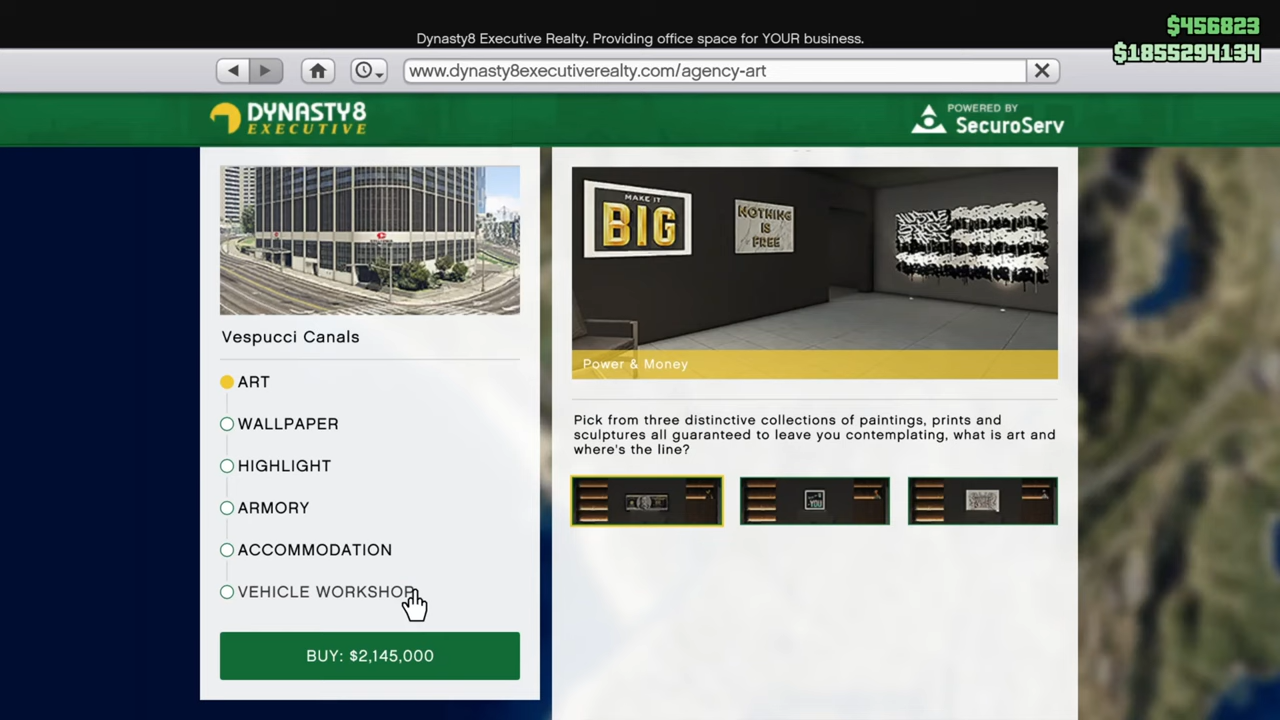 Dynasty8 Executive Realty. Providing office space for YOUR business.
$456823
$1855294134
www.dynasty8executiverealty.com/agency-art
DYNASTY8
EXECUTIVE
POWERED BY
SecuroServ
Vespucci Canals
ART
WALLPAPER
HIGHLIGHT
ARMORY
ACCOMMODATION
VEHICLE WORKSHOP
BUY: $2,145,000
MAKE IT
BIG
NOTHING
IS
FREE
Power & Money
Pick from three distinctive collections of paintings, prints and
sculptures all guaranteed to leave you contemplating, what is art and
where's the line?
-YOU